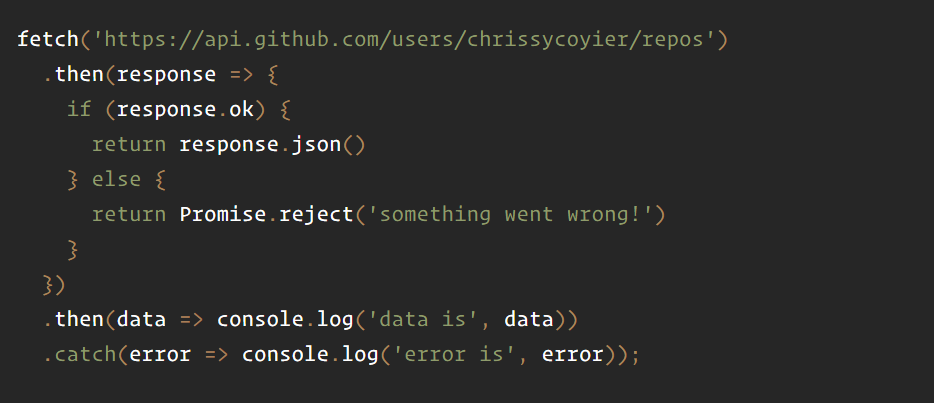 fetch('https://api.github.com/users/chrissycoyier/repos')
  .then(response => {
    if (response.ok) {
      return response.json()
    } else {
      return Promise.reject('something went wrong!')
    }
  })
  .then(data => console.log('data is', data))
  .catch(error => console.log('error is', error));